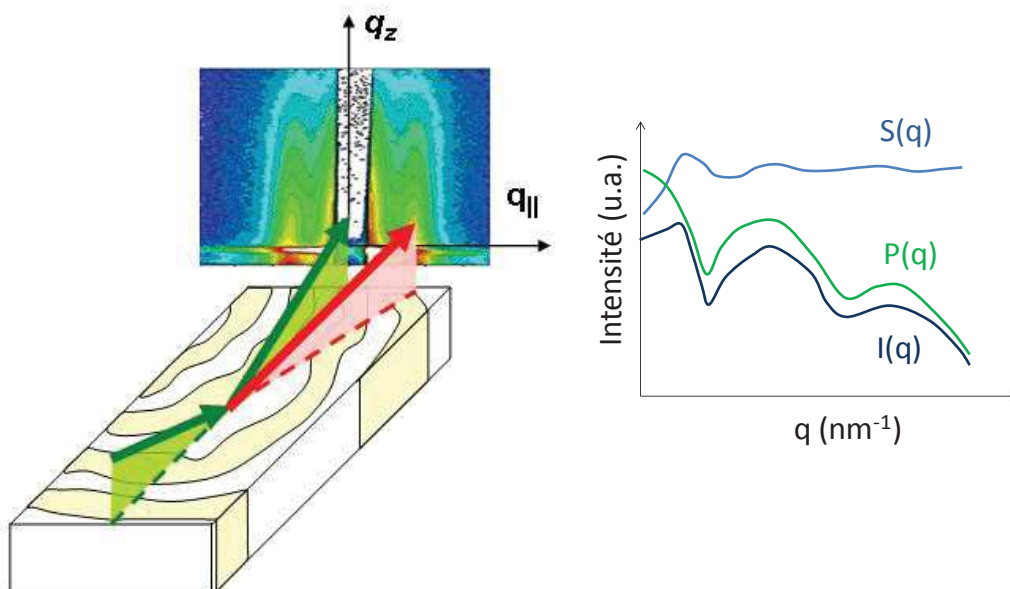 q_z
q_||
S(q)
P(q)
I(q)
Intensité (u.a.)
q (nm⁻¹)